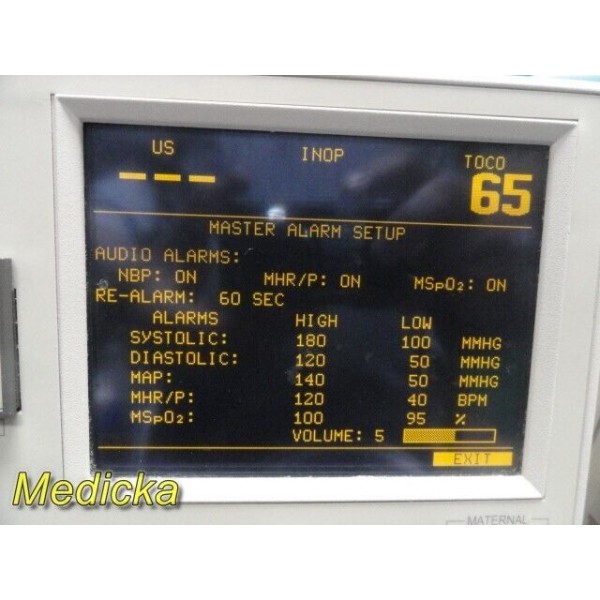 US INOP TOCO
--- 65
MASTER ALARM SETUP
AUDIO ALARMS:
NBP: ON MHR/P: ON MSpO₂: ON
RE-ALARM: 60 SEC
ALARMS HIGH LOW
SYSTOLIC: 180 100 MMHG
DIASTOLIC: 120 50 MMHG
MAP: 140 50 MMHG
MHR/P: 120 40 BPM
MSpO₂: 100 95 %
VOLUME: 5
EXIT
Medicka
MATERNAL